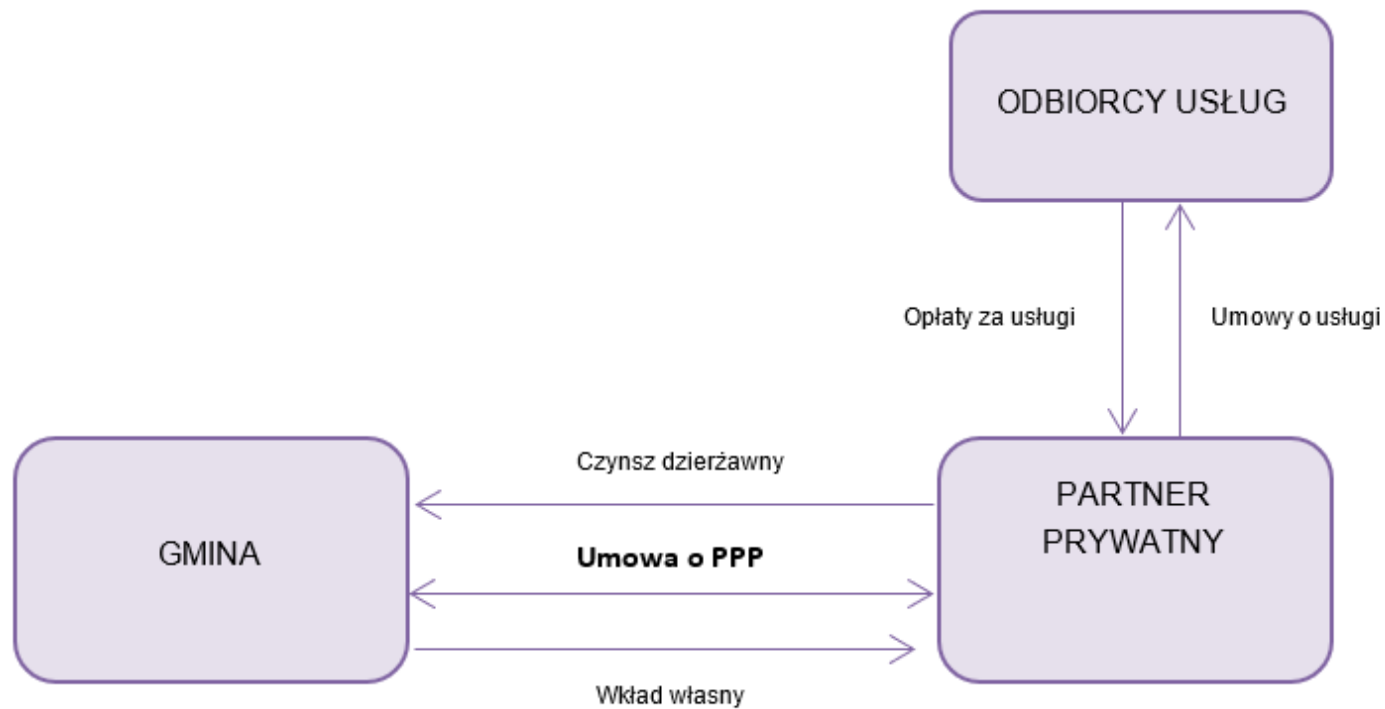 ODBIORCY USŁUG
Opłaty za usługi
Umowy o usługi
Czynsz dzierżawny
PARTNER
PRYWATNY
GMINA
Umowa o PPP
Wkład własny